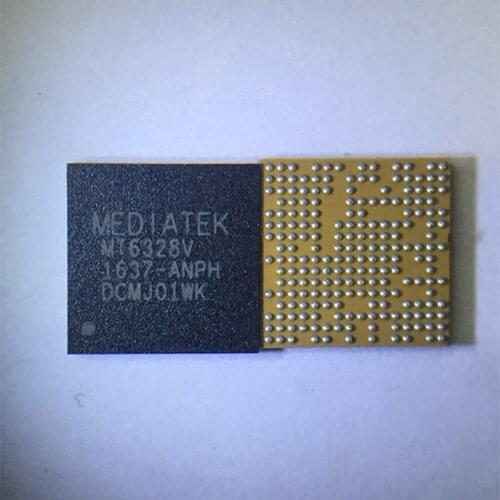 MEDIATEK
MT6328V
1637-ANPH
DCMJ01WK